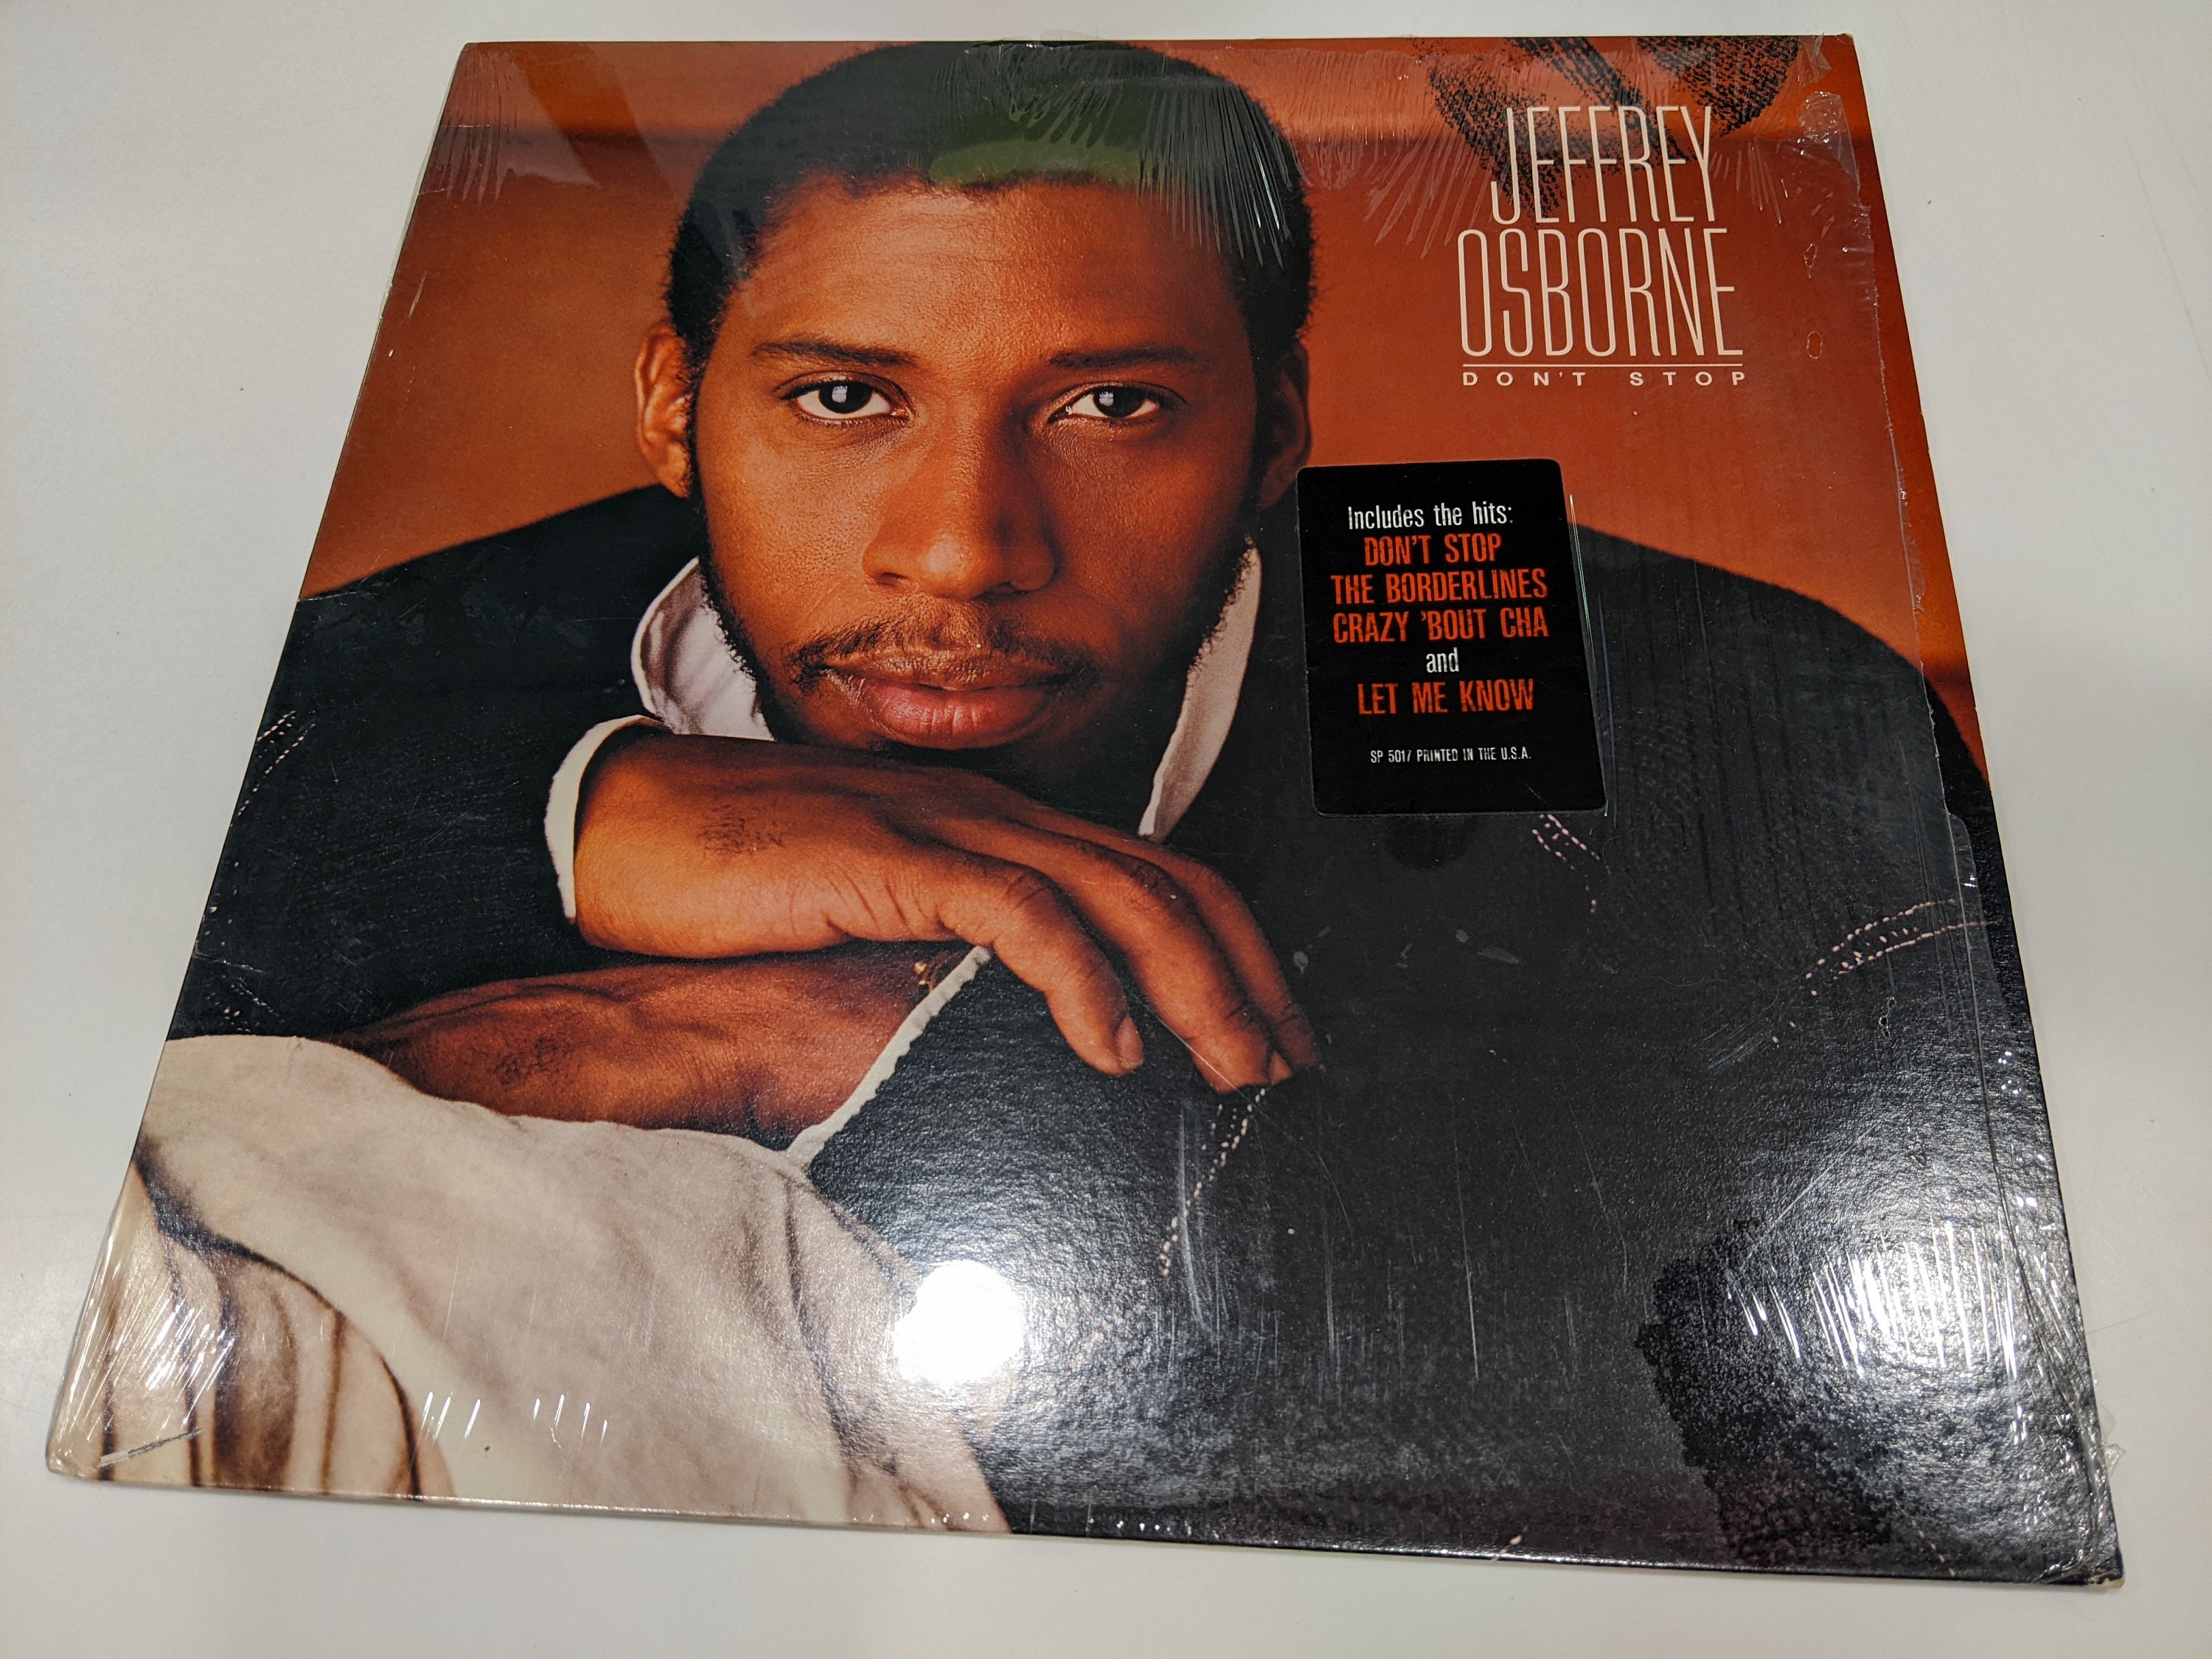 JEFFREY
OSBORNE
DON'T STOP
Includes the hits:
DON'T STOP
THE BORDERLINES
CRAZY 'BOUT CHA
and
LET ME KNOW
SP 5017 PRINTED IN THE U.S.A.